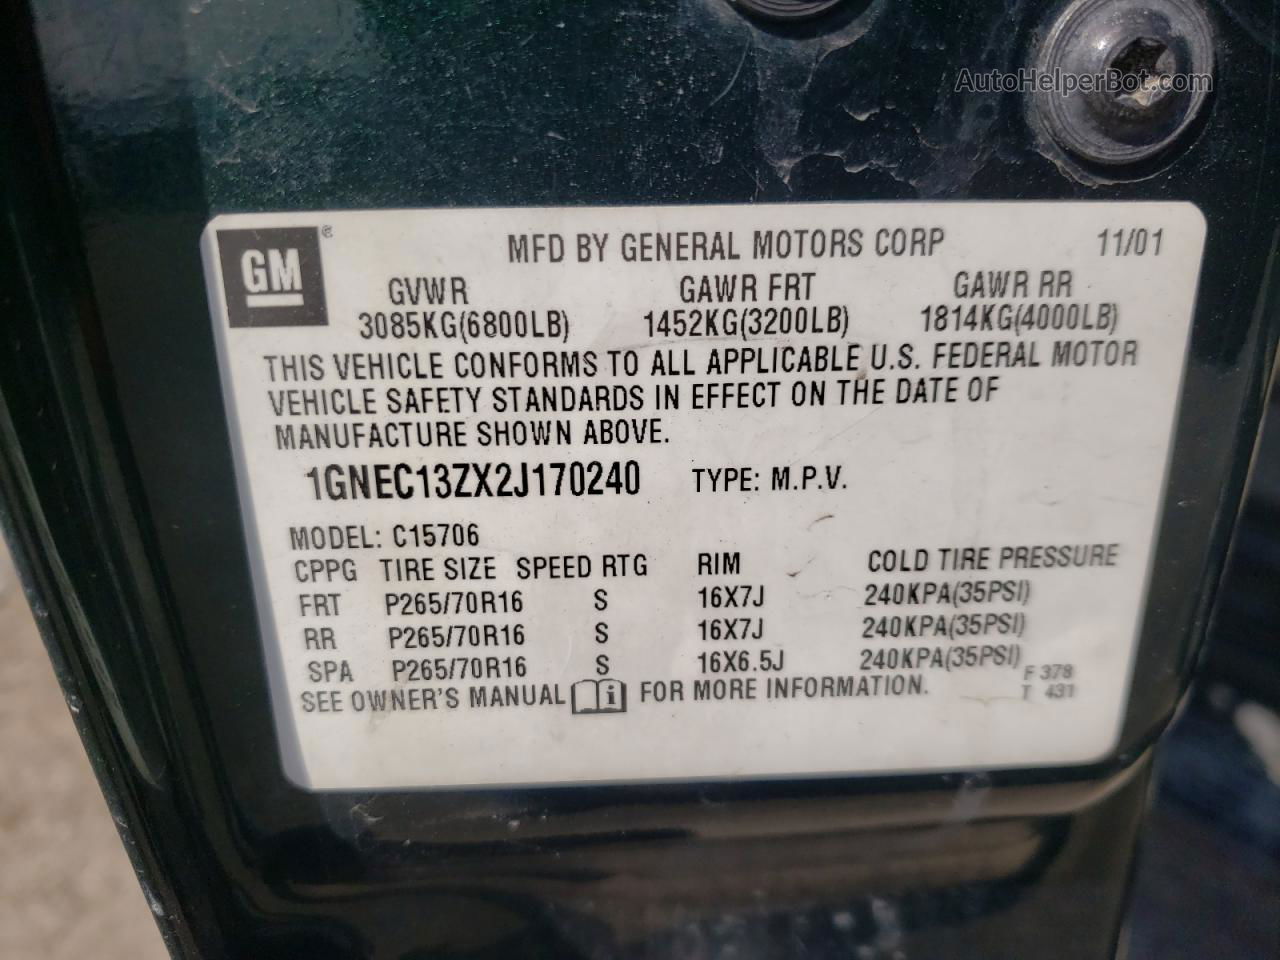 AutoHelperBot.com
GM ®
MFD BY GENERAL MOTORS CORP 11/01
GVWR GAWR FRT GAWR RR
3085KG(6800LB) 1452KG(3200LB) 1814KG(4000LB)
THIS VEHICLE CONFORMS TO ALL APPLICABLE U.S. FEDERAL MOTOR
VEHICLE SAFETY STANDARDS IN EFFECT ON THE DATE OF
MANUFACTURE SHOWN ABOVE.
1GNEC13ZX2J170240 TYPE: M.P.V.
MODEL: C15706
CPPG TIRE SIZE SPEED RTG RIM COLD TIRE PRESSURE
FRT P265/70R16 S 16X7J 240KPA(35PSI)
RR P265/70R16 S 16X7J 240KPA(35PSI)
SPA P265/70R16 S 16X6.5J 240KPA(35PSI)
SEE OWNER'S MANUAL i FOR MORE INFORMATION.
F 378
T 431